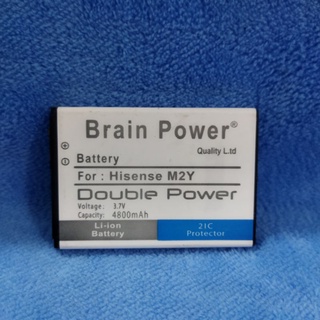 Brain Power®
Quality L.td
Battery
For : Hisense M2Y
Double Power
Voltage: 3.7V
Capacity: 4800mAh
Li-ion
Battery
21C
Protector